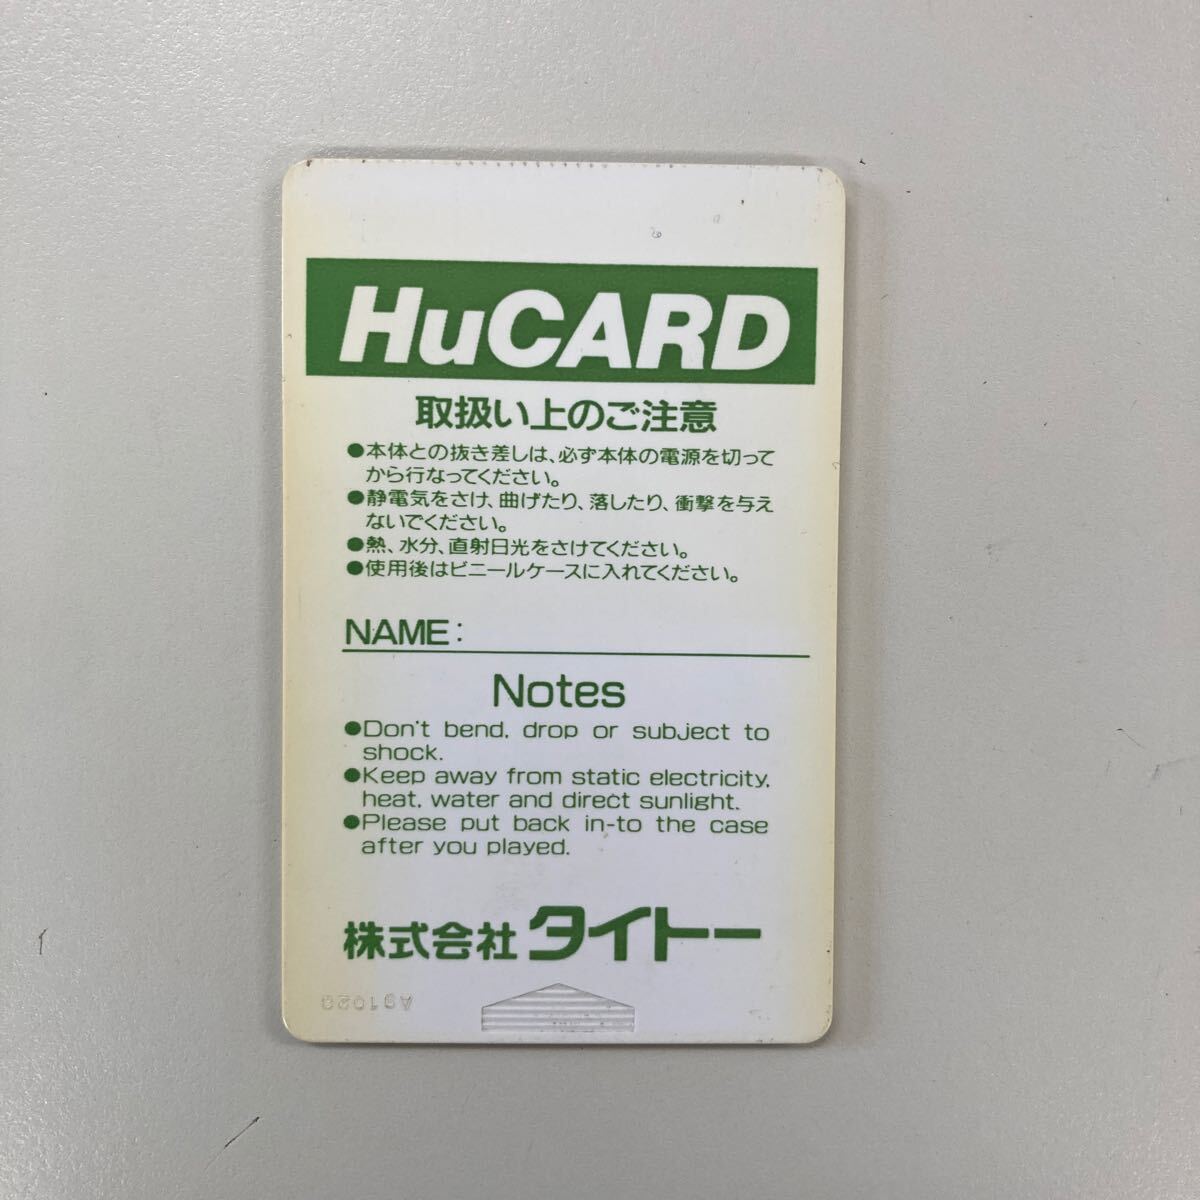 HuCARD
取扱い上のご注意
●本体との抜き差しは、必ず本体の電源を切って
から行なってください。
●静電気をさけ、曲げたり、落したり、衝撃を与え
ないでください。
●熱、水分、直射日光をさけてください。
●使用後はビニールケースに入れてください。
NAME:
Notes
●Don't bend, drop or subject to
shock.
●Keep away from static electricity,
heat, water and direct sunlight.
●Please put back in-to the case
after you played.
株式会社タイトー